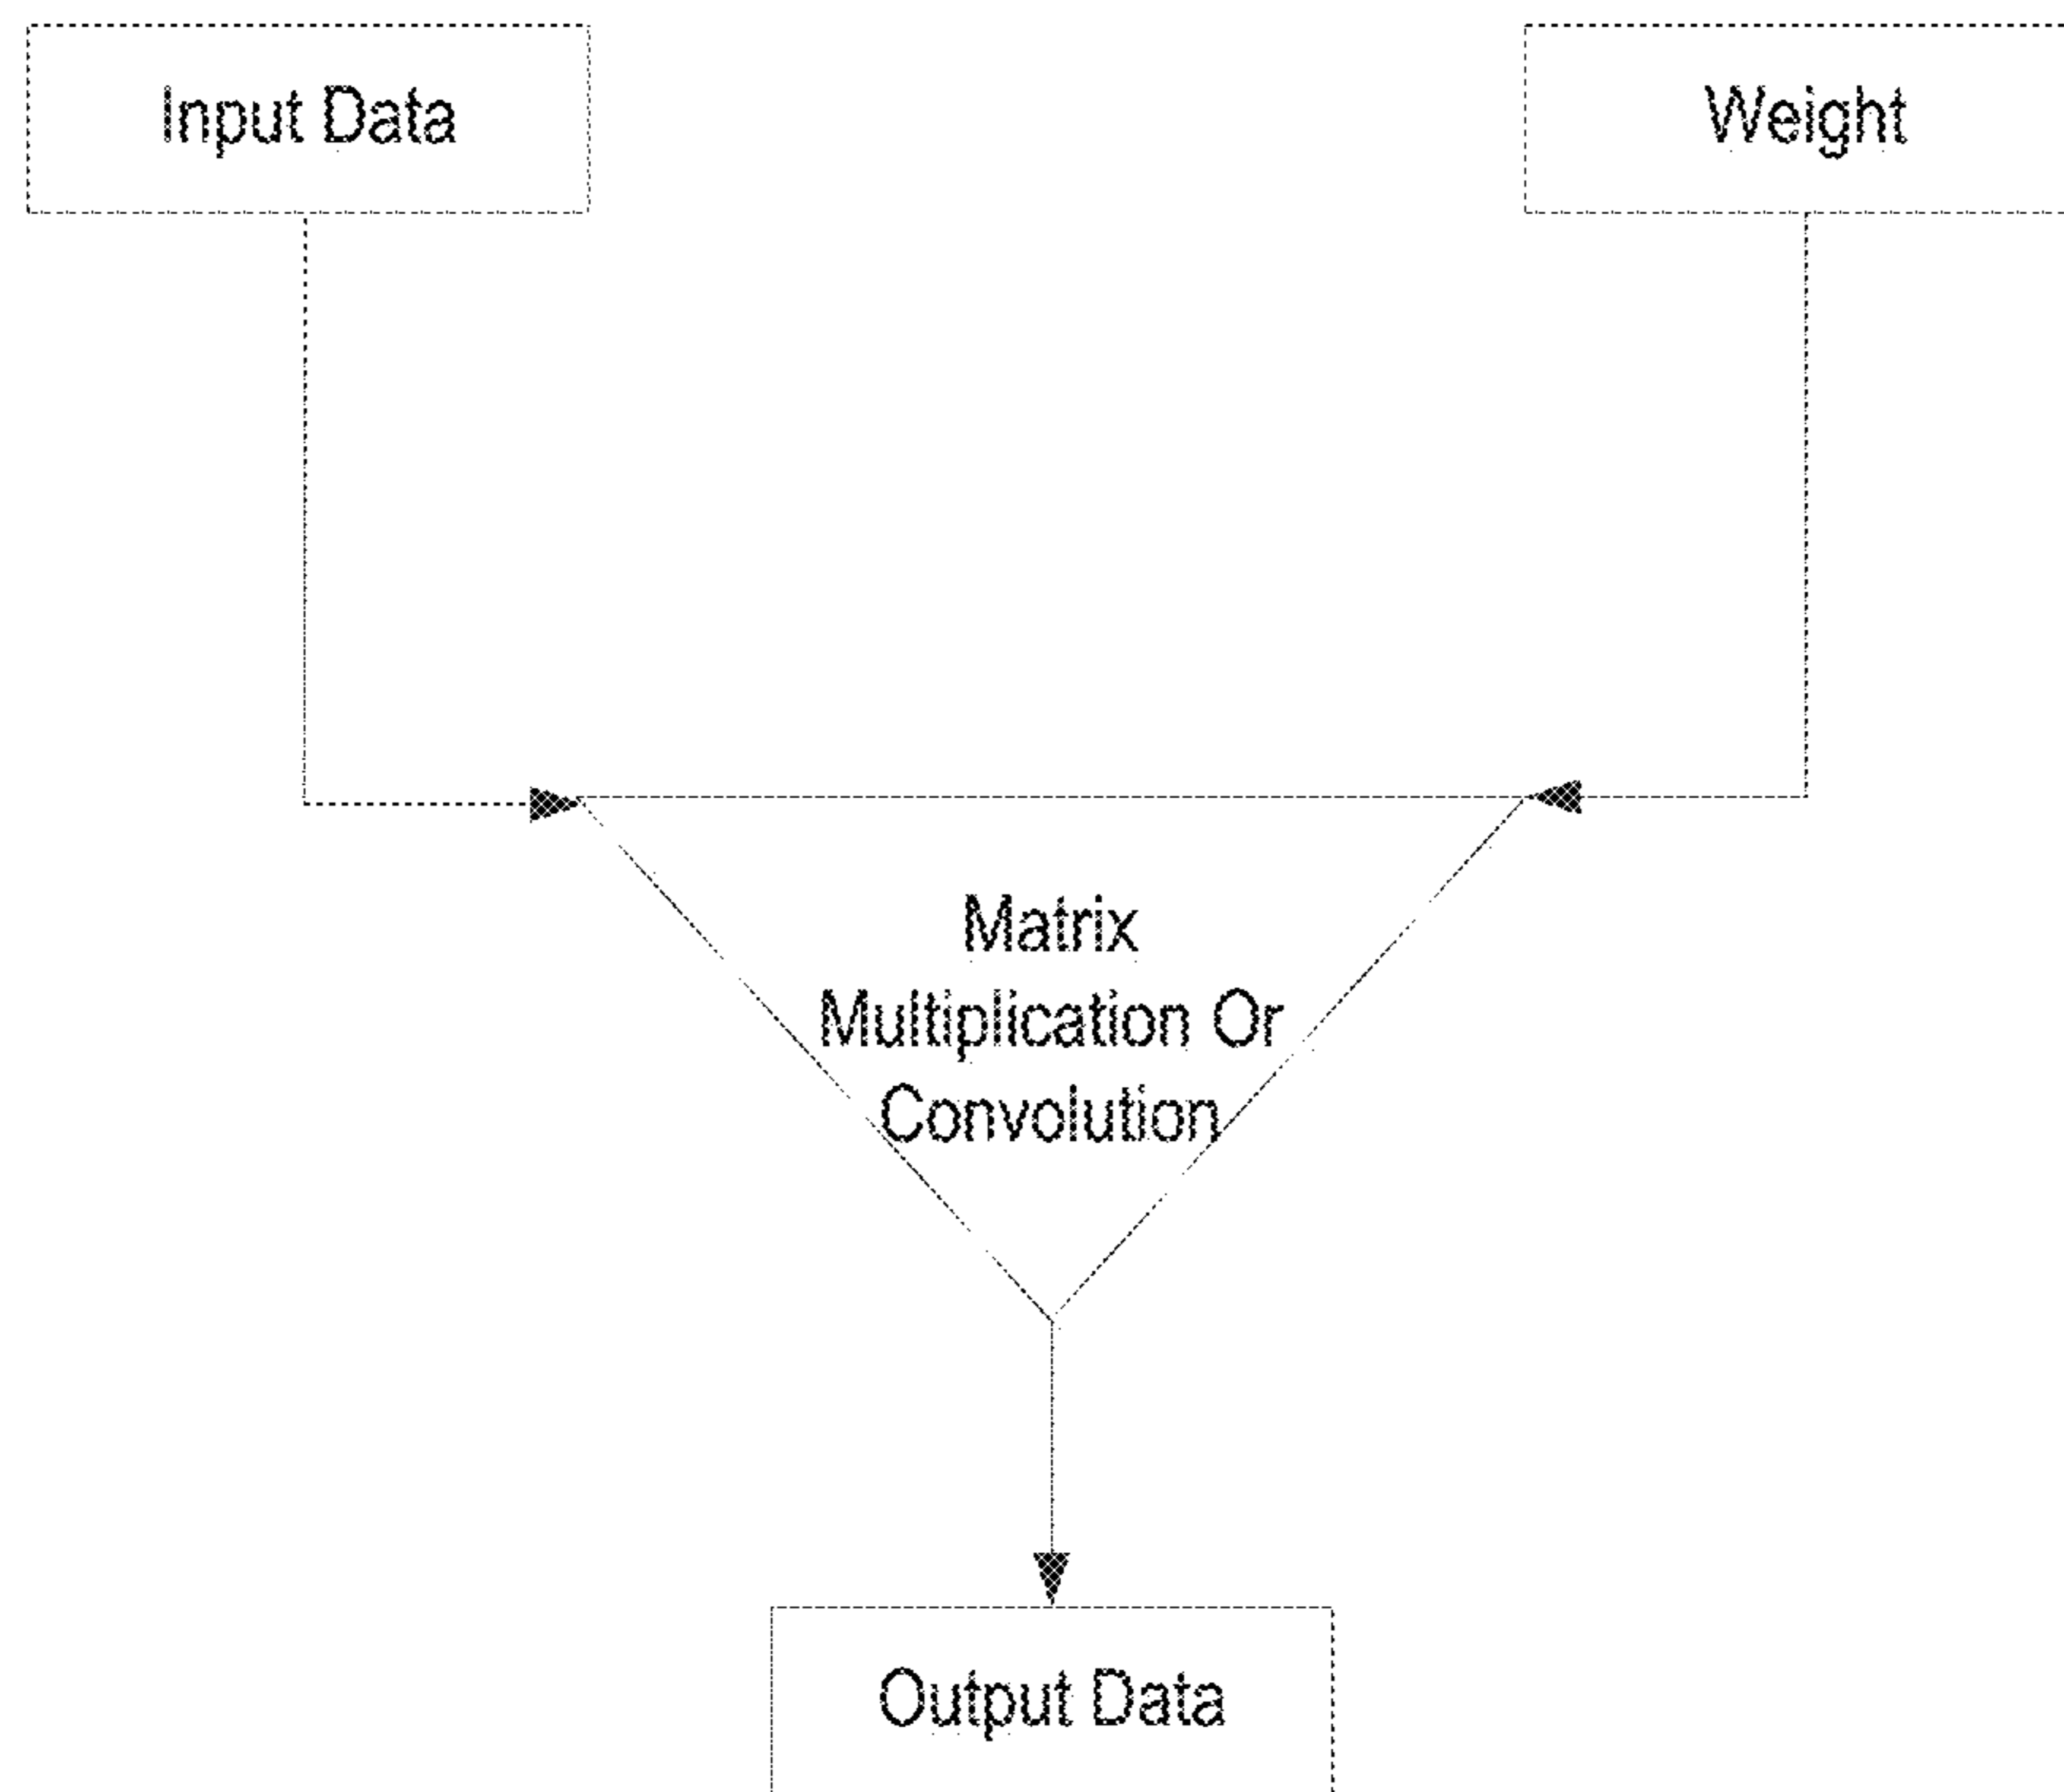 Input Data
Weight
Matrix
Multiplication Or
Convolution
Output Data